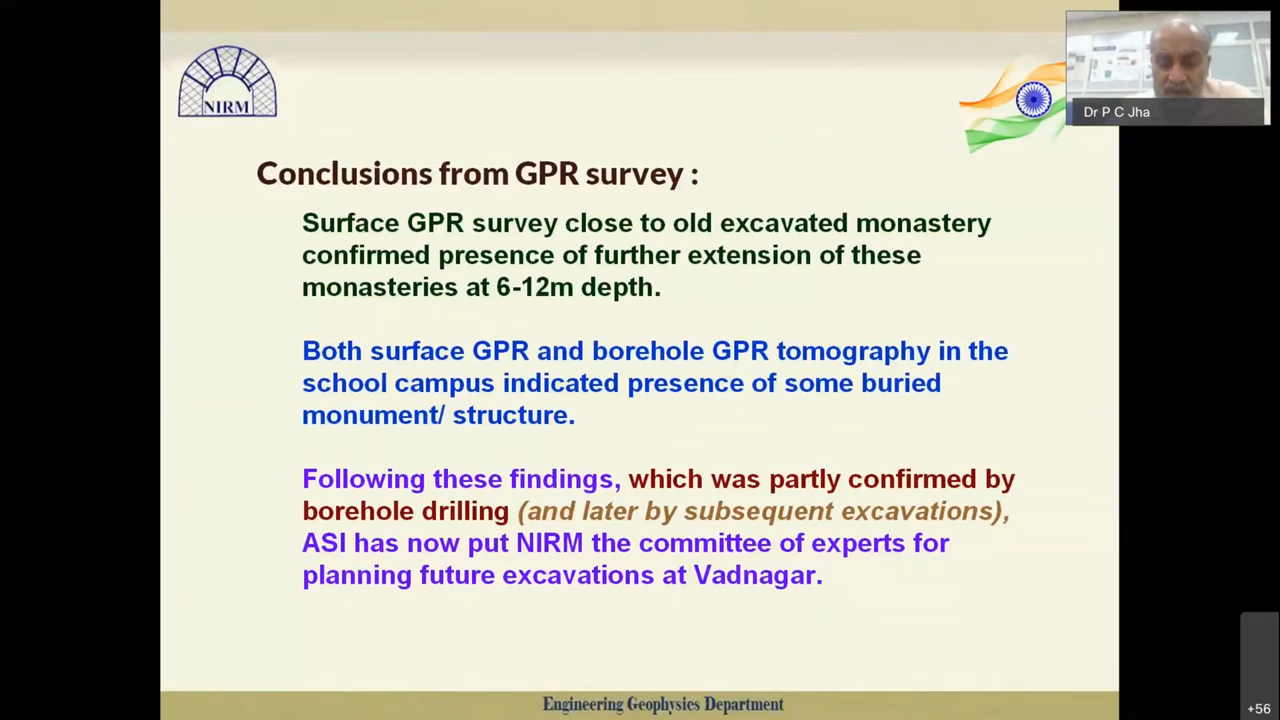 NIRM
Dr P C Jha
Conclusions from GPR survey :
Surface GPR survey close to old excavated monastery
confirmed presence of further extension of these
monasteries at 6-12m depth.
Both surface GPR and borehole GPR tomography in the
school campus indicated presence of some buried
monument/ structure.
Following these findings, which was partly confirmed by
borehole drilling (and later by subsequent excavations),
ASI has now put NIRM the committee of experts for
planning future excavations at Vadnagar.
Engineering Geophysics Department
+56